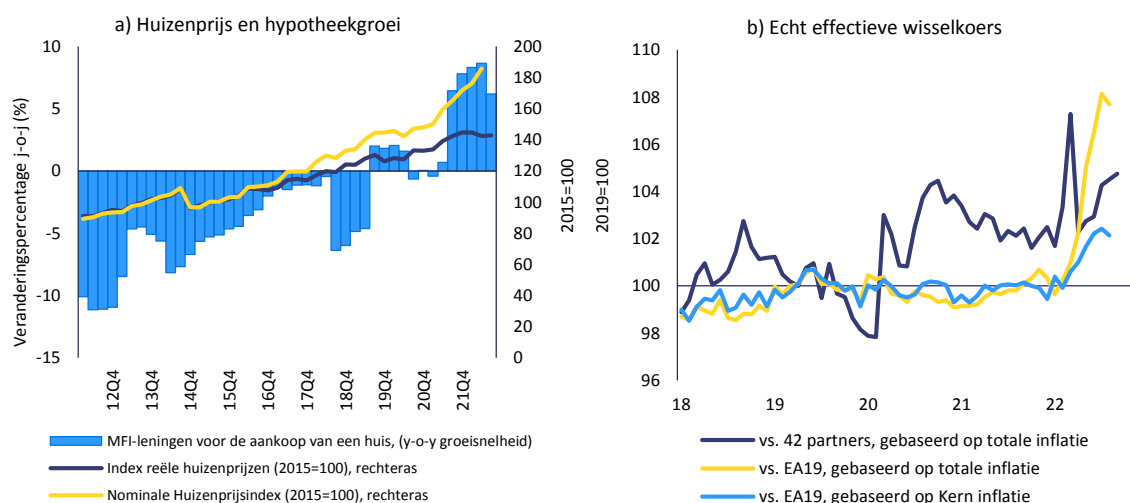 a) Huizenprijs en hypotheekgroei
Veranderingspercentage j-o-j (%)
10
5
0
-5
-10
-15
200
180
160
140
120
100
80
60
40
20
0
2015=100
12Q4
13Q4
14Q4
15Q4
16Q4
17Q4
18Q4
19Q4
20Q4
21Q4
MFI-leningen voor de aankoop van een huis, (y-o-y groeisnelheid)
Index reële huizenprijzen (2015=100), rechteras
Nominale Huizenprijsindex (2015=100), rechteras
b) Echt effectieve wisselkoers
2019=100
110
108
106
104
102
100
98
96
18
19
20
21
22
vs. 42 partners, gebaseerd op totale inflatie
vs. EA19, gebaseerd op totale inflatie
vs. EA19, gebaseerd op Kern inflatie